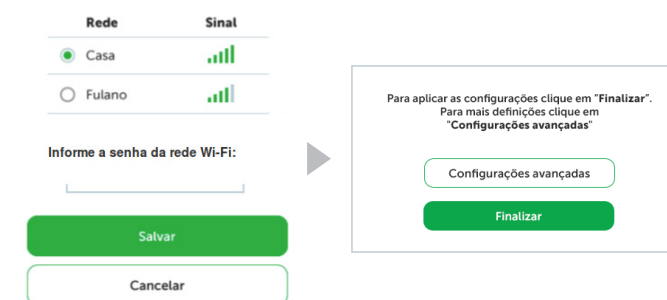 Rede Sinal
Casa
Fulano
Informe a senha da rede Wi-Fi:
Salvar
Cancelar
Para aplicar as configurações clique em "Finalizar".
Para mais definições clique em
"Configurações avançadas"
Configurações avançadas
Finalizar